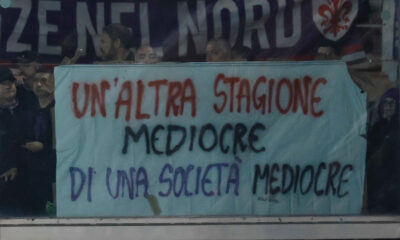 ZE NEL NORD
UN'ALTRA STAGIONE
MEDIOCRE
DI UNA SOCIETÀ MEDIOCRE